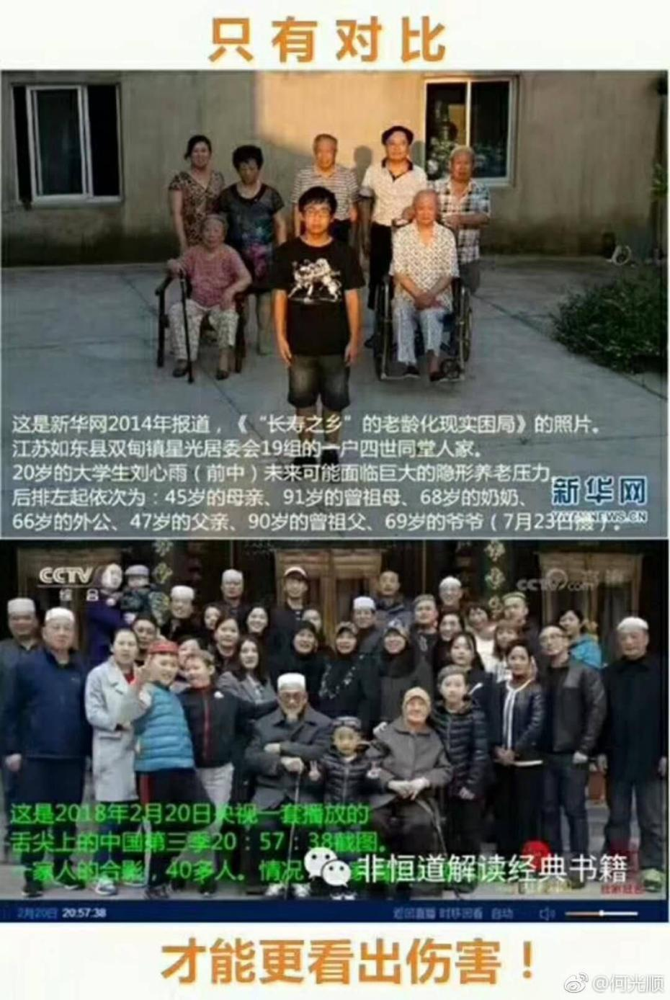 只有对比
这是新华网2014年报道，《“长寿之乡”的老龄化现实困局》的照片。
江苏如东县双甸镇星光居委会19组的一户四世同堂人家。
20岁的大学生刘心雨（前中）未来可能面临巨大的隐形养老压力。
后排左起依次为：45岁的母亲、91岁的曾祖母、68岁的奶奶、
66岁的外公、47岁的父亲、90岁的曾祖父、69岁的爷爷（7月23日摄）。
新华网
CCTV 1
综合
CCTV.com
这是2018年2月20日央视一套播放的
舌尖上的中国第三季20：57：38截图。
一家人的合影，40多人。情况
非恒道解读经典书籍
2月20日 20:57:38
返回直播 时移回看 自动
才能更看出伤害！
@何光顺